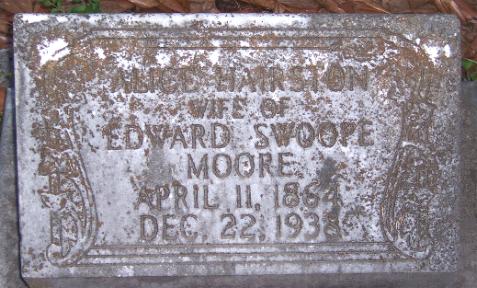 ALICE HAIRSTON
WIFE OF
EDWARD SWOOPE
MOORE
APRIL 11, 1864
DEC. 22, 1938